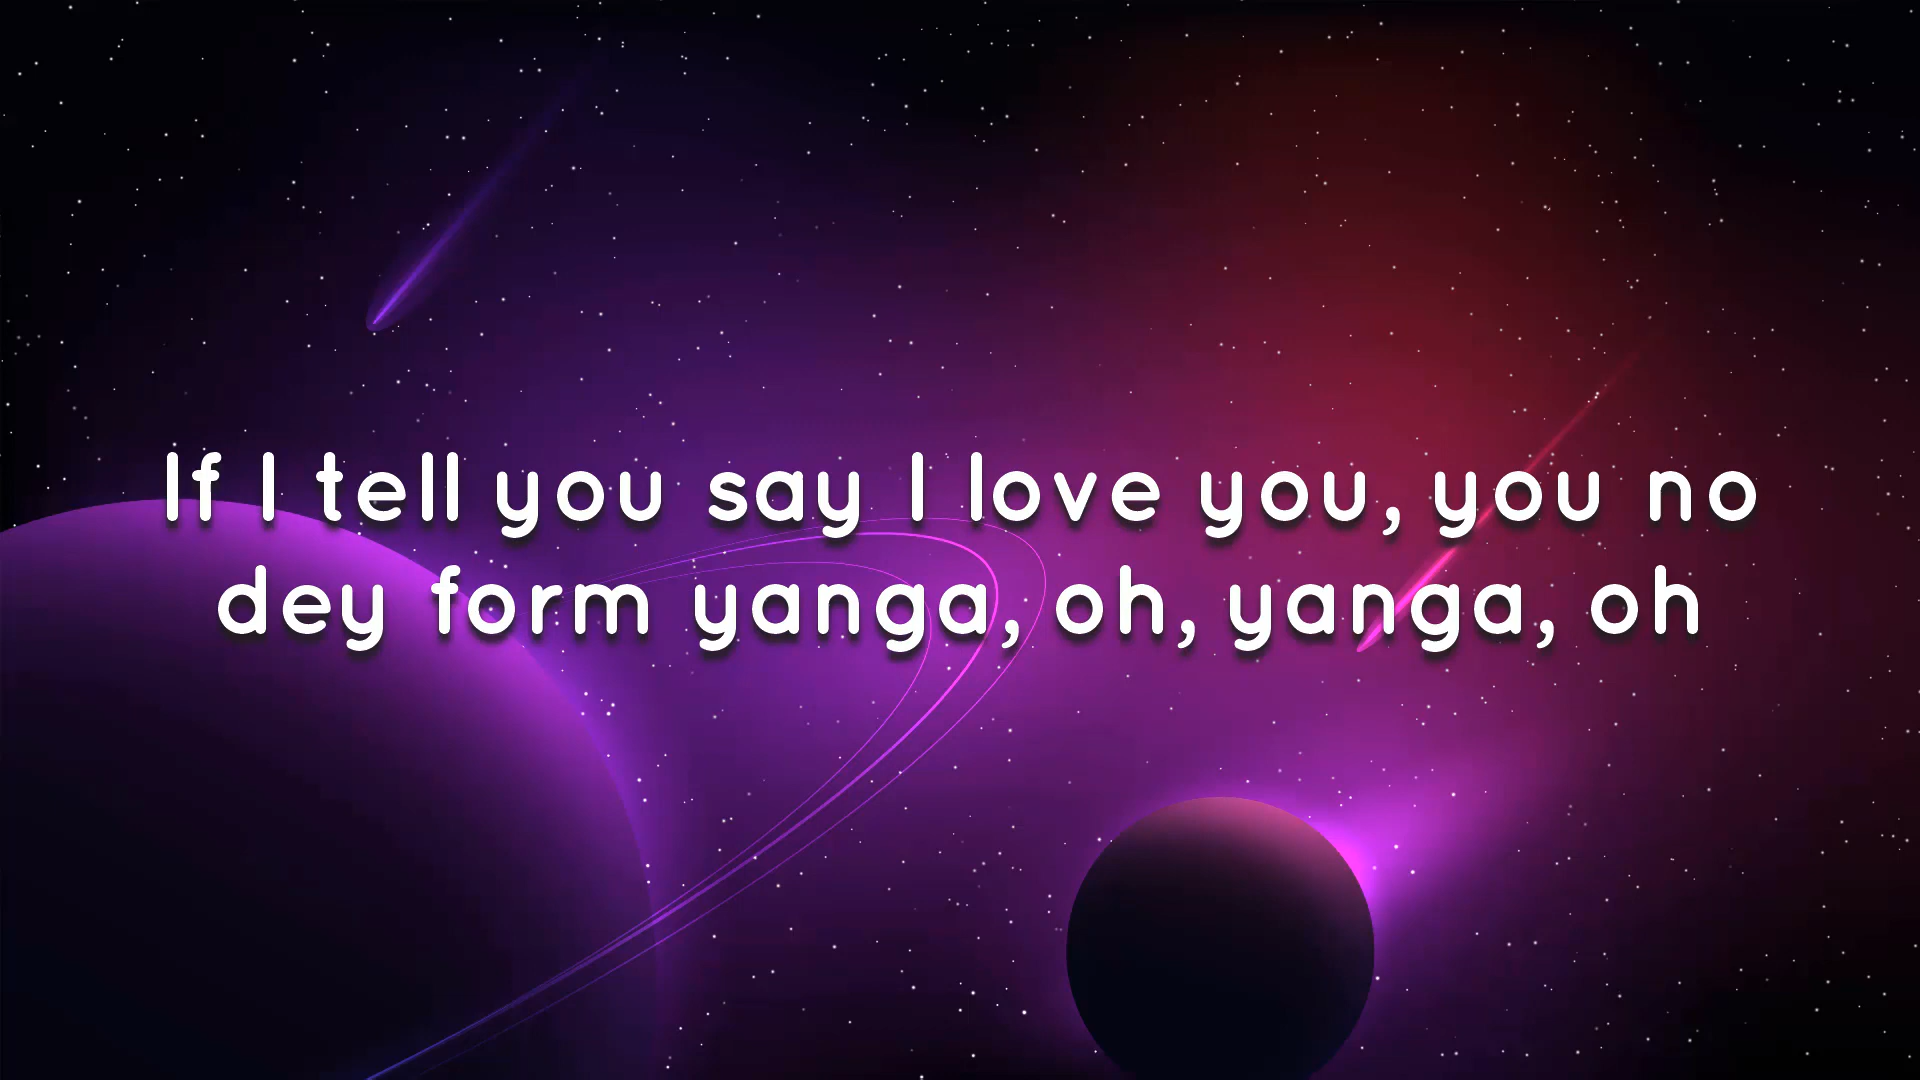 If I tell you say I love you, you no
dey form yanga, oh, yanga, oh